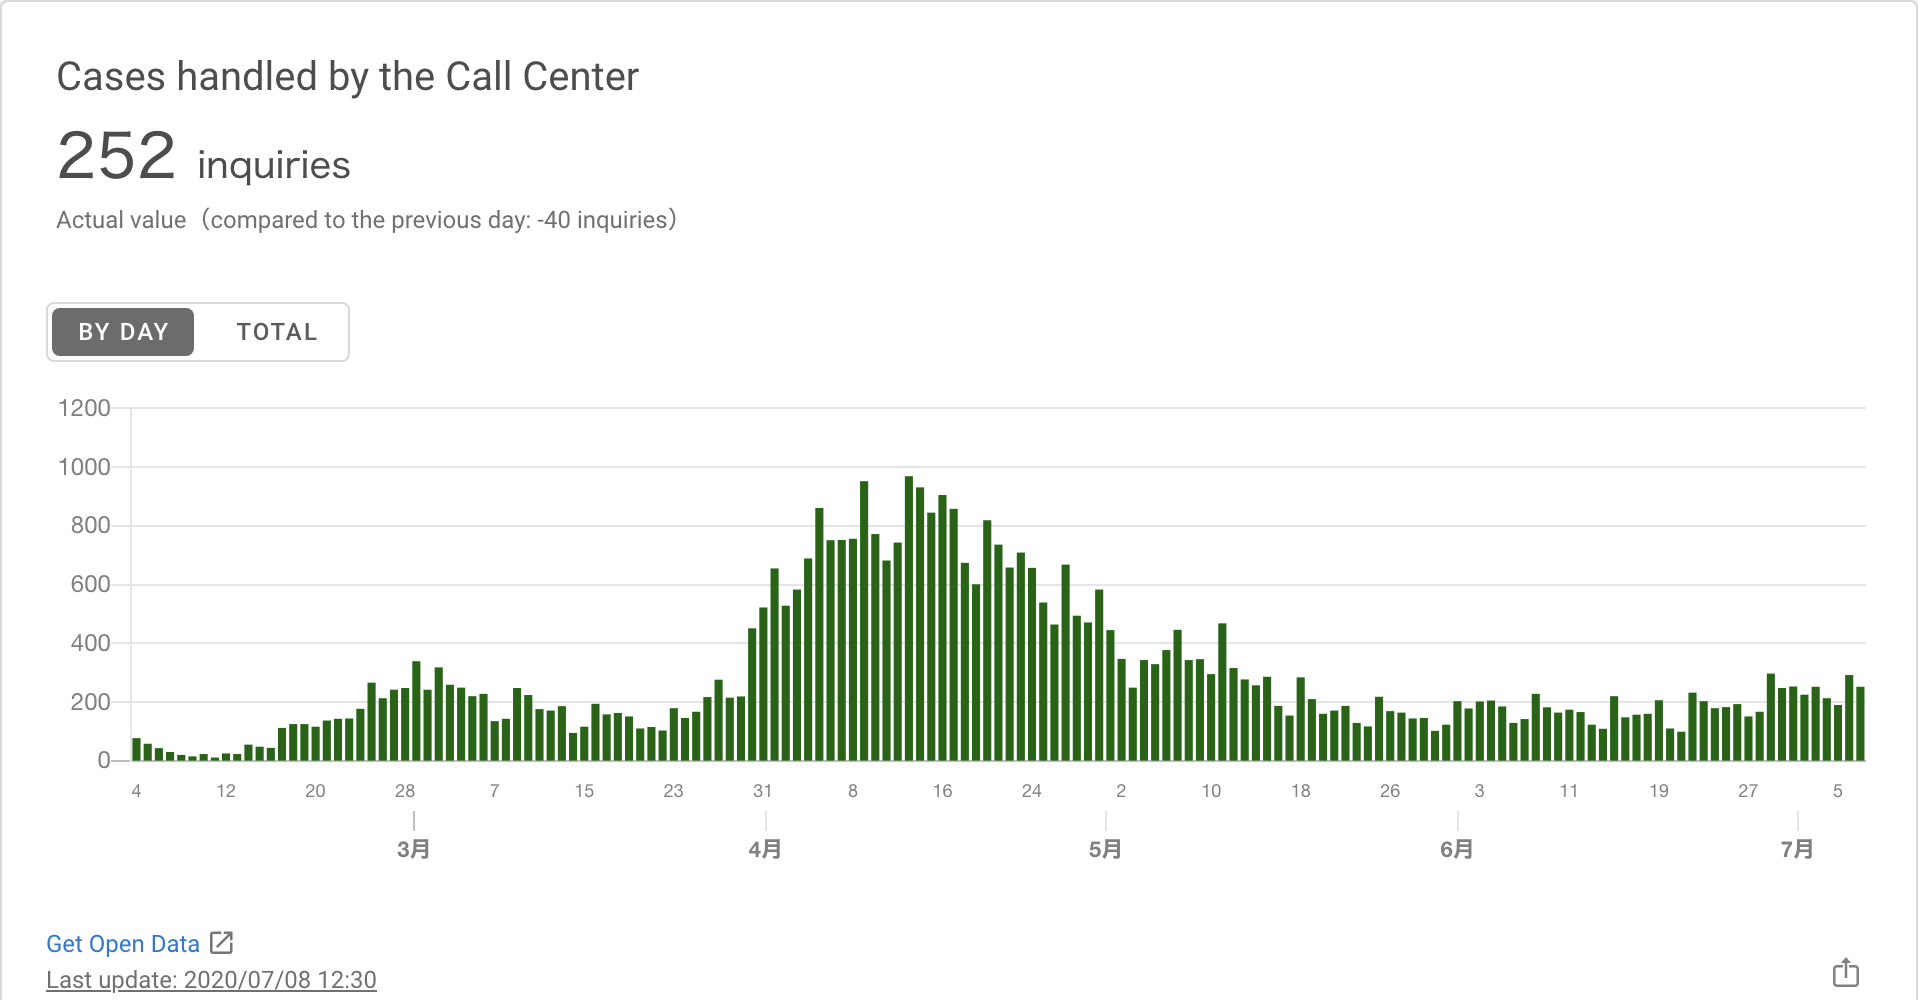 Cases handled by the Call Center
252 inquiries
Actual value（compared to the previous day: -40 inquiries）
BY DAY TOTAL
1200
1000
800
600
400
200
0
4 12 20 28 7 15 23 31 8 16 24 2 10 18 26 3 11 19 27 5
3月 4月 5月 6月 7月
Get Open Data
Last update: 2020/07/08 12:30